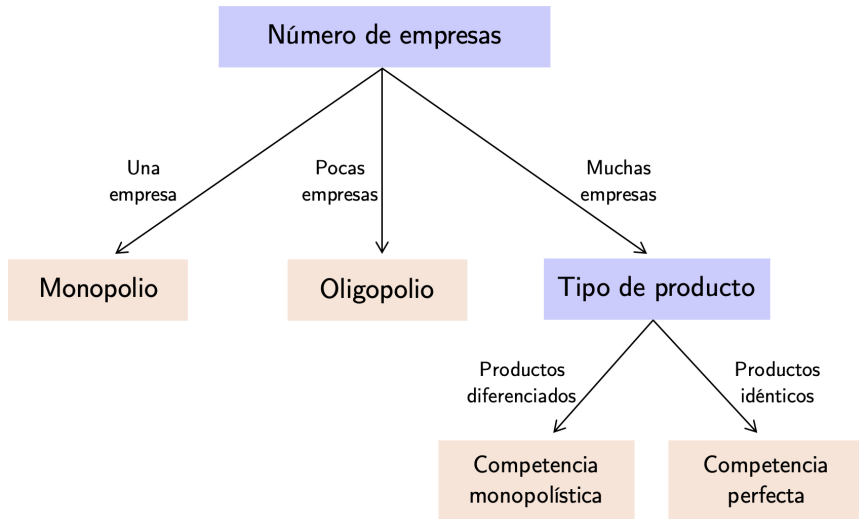 Número de empresas
Una
empresa
Pocas
empresas
Muchas
empresas
Monopolio
Oligopolio
Tipo de producto
Productos
diferenciados
Productos
idénticos
Competencia
monopolística
Competencia
perfecta